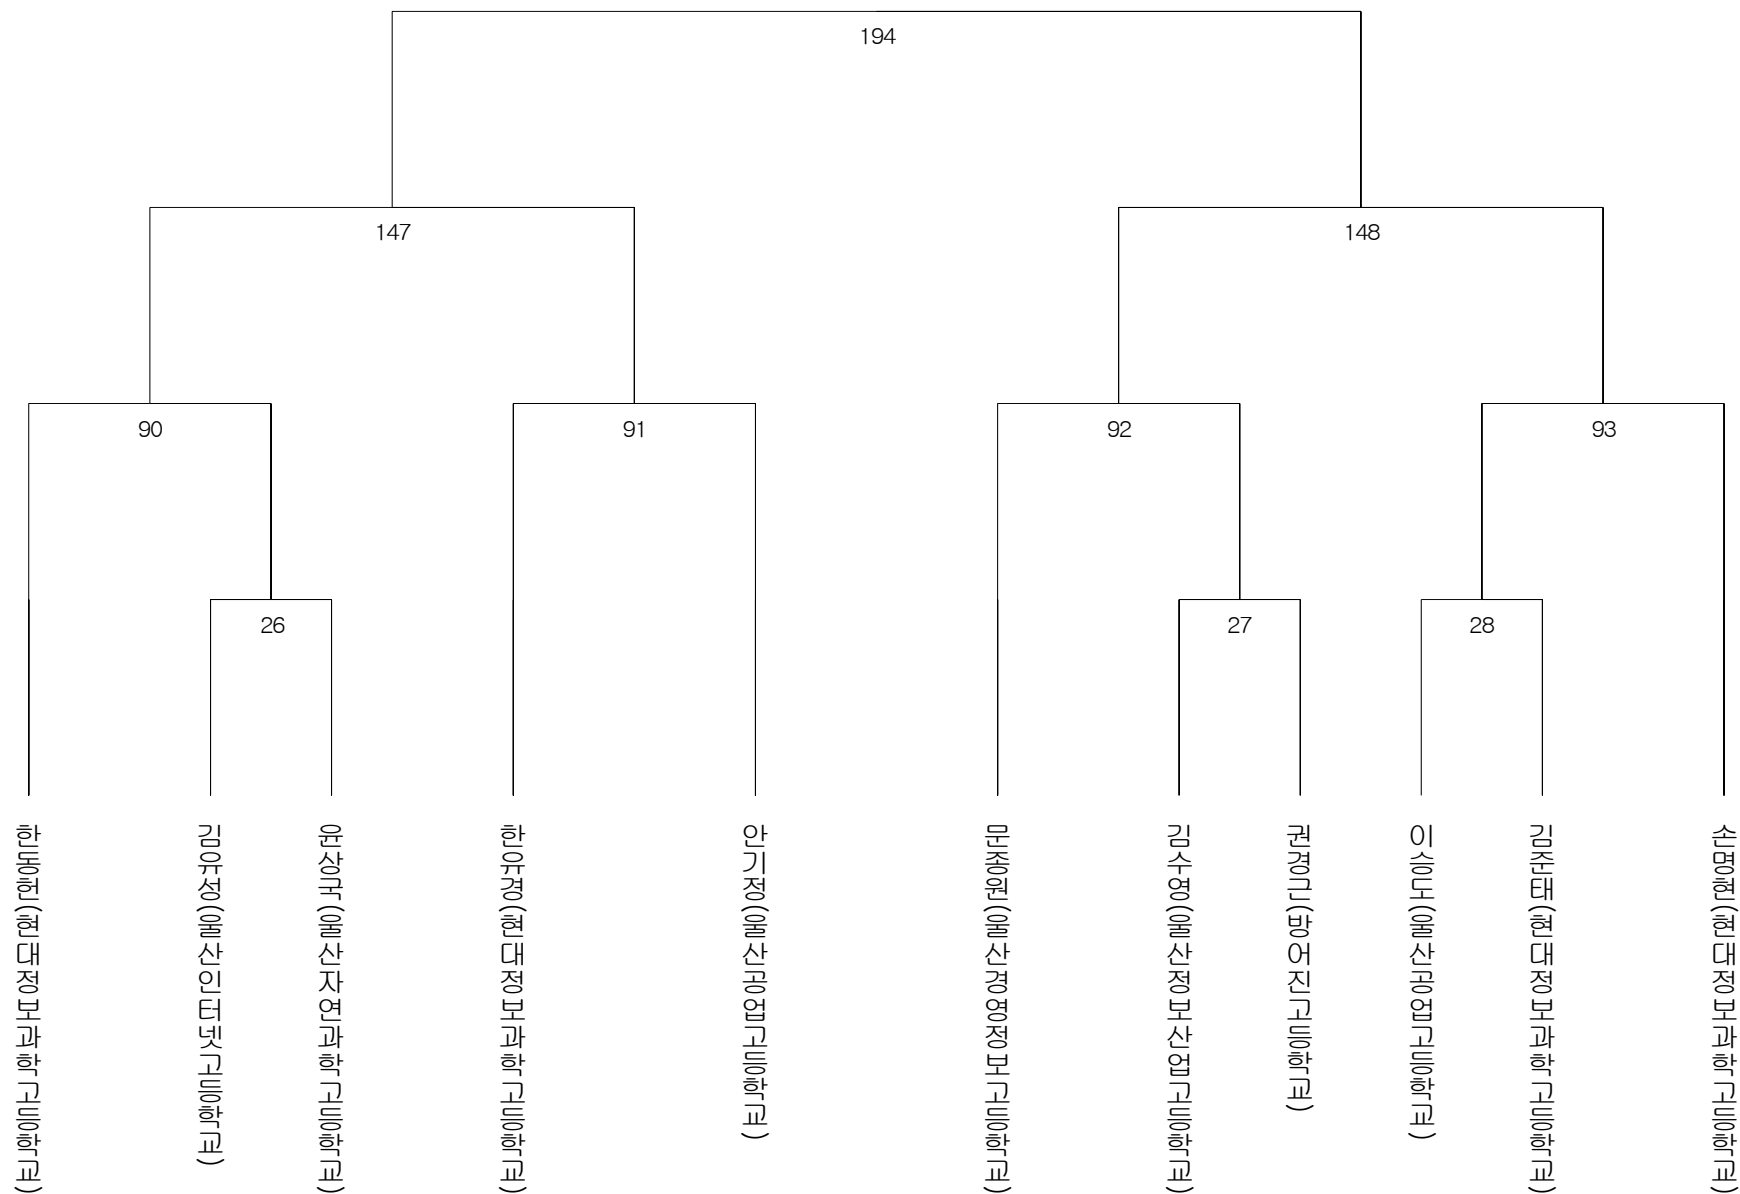 194
147
148
90
91
92
93
26
27
28
한동헌(현대정보과학고등학교)
김유성(울산인터넷고등학교)
윤상국(울산자연과학고등학교)
한유경(현대정보과학고등학교)
안기정(울산공업고등학교)
문종원(울산경영정보고등학교)
김수영(울산정보산업고등학교)
권경근(방어진고등학교)
이승도(울산공업고등학교)
김준태(현대정보과학고등학교)
손명현(현대정보과학고등학교)